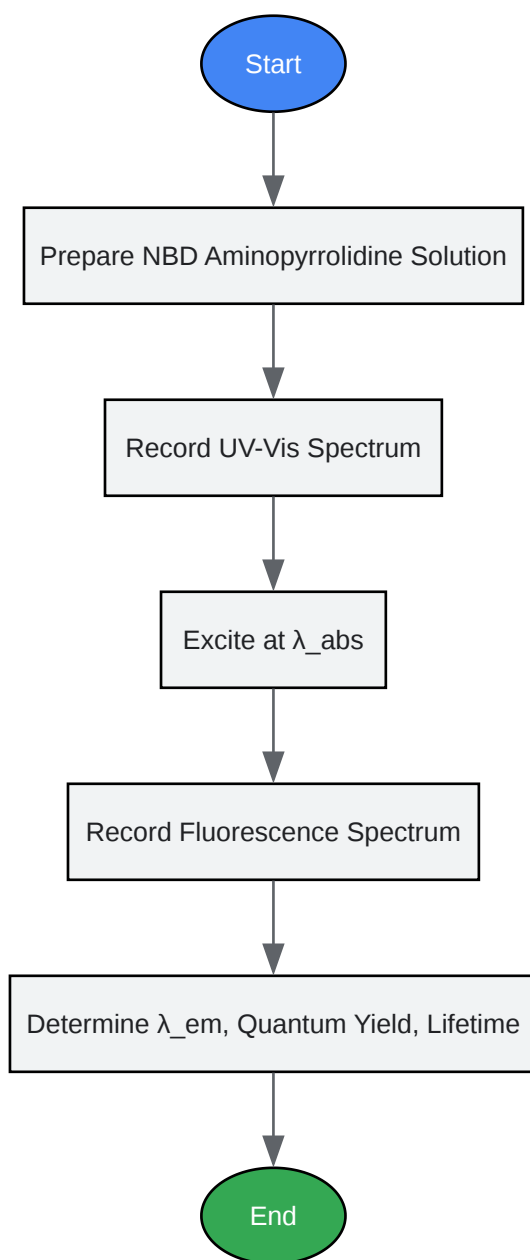 Start
Prepare NBD Aminopyrrolidine Solution
Record UV-Vis Spectrum
Excite at λ_abs
Record Fluorescence Spectrum
Determine λ_em, Quantum Yield, Lifetime
End